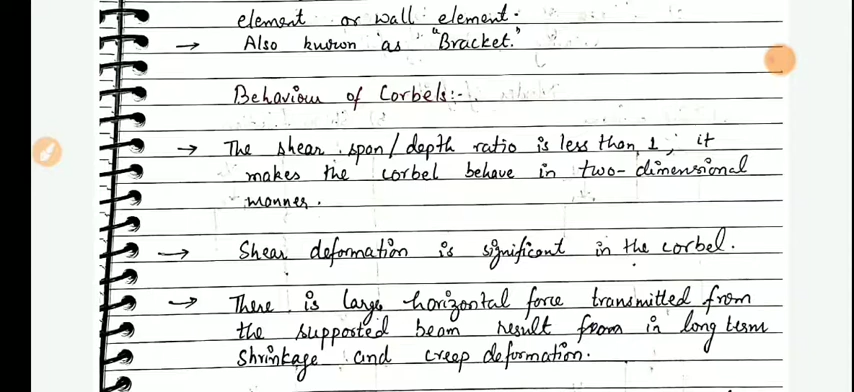 element or wall element.
→ Also known as "Bracket."
Behaviour of Corbels:-
→ The shear span/depth ratio is less than 1; it
makes the corbel behave in two-dimensional
manner.
→ Shear deformation is significant in the corbel.
→ There is large horizontal force transmitted from
the supported beam result from in long term
shrinkage and creep deformation.